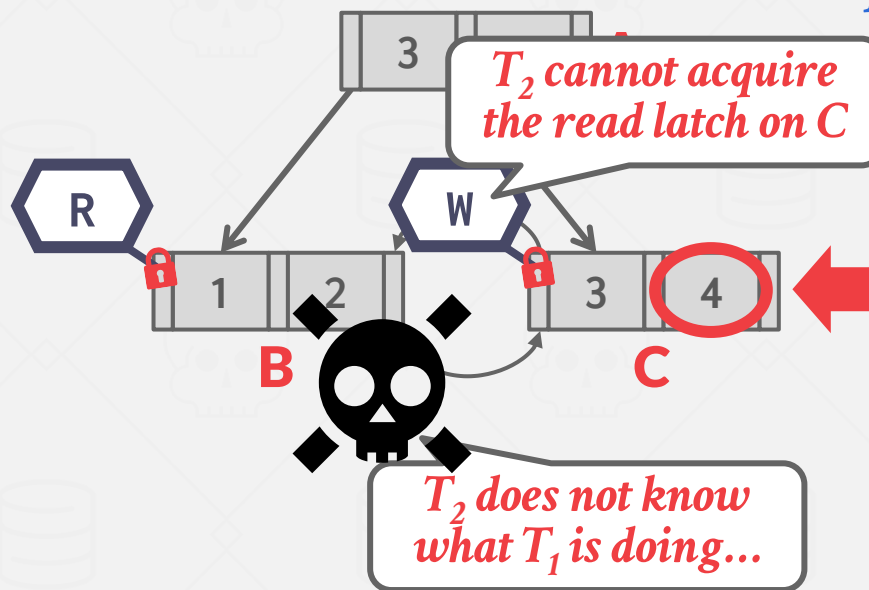 3
T₂ cannot acquire
the read latch on C
R
W
1 2
3 4
B
C
T₂ does not know
what T₁ is doing…